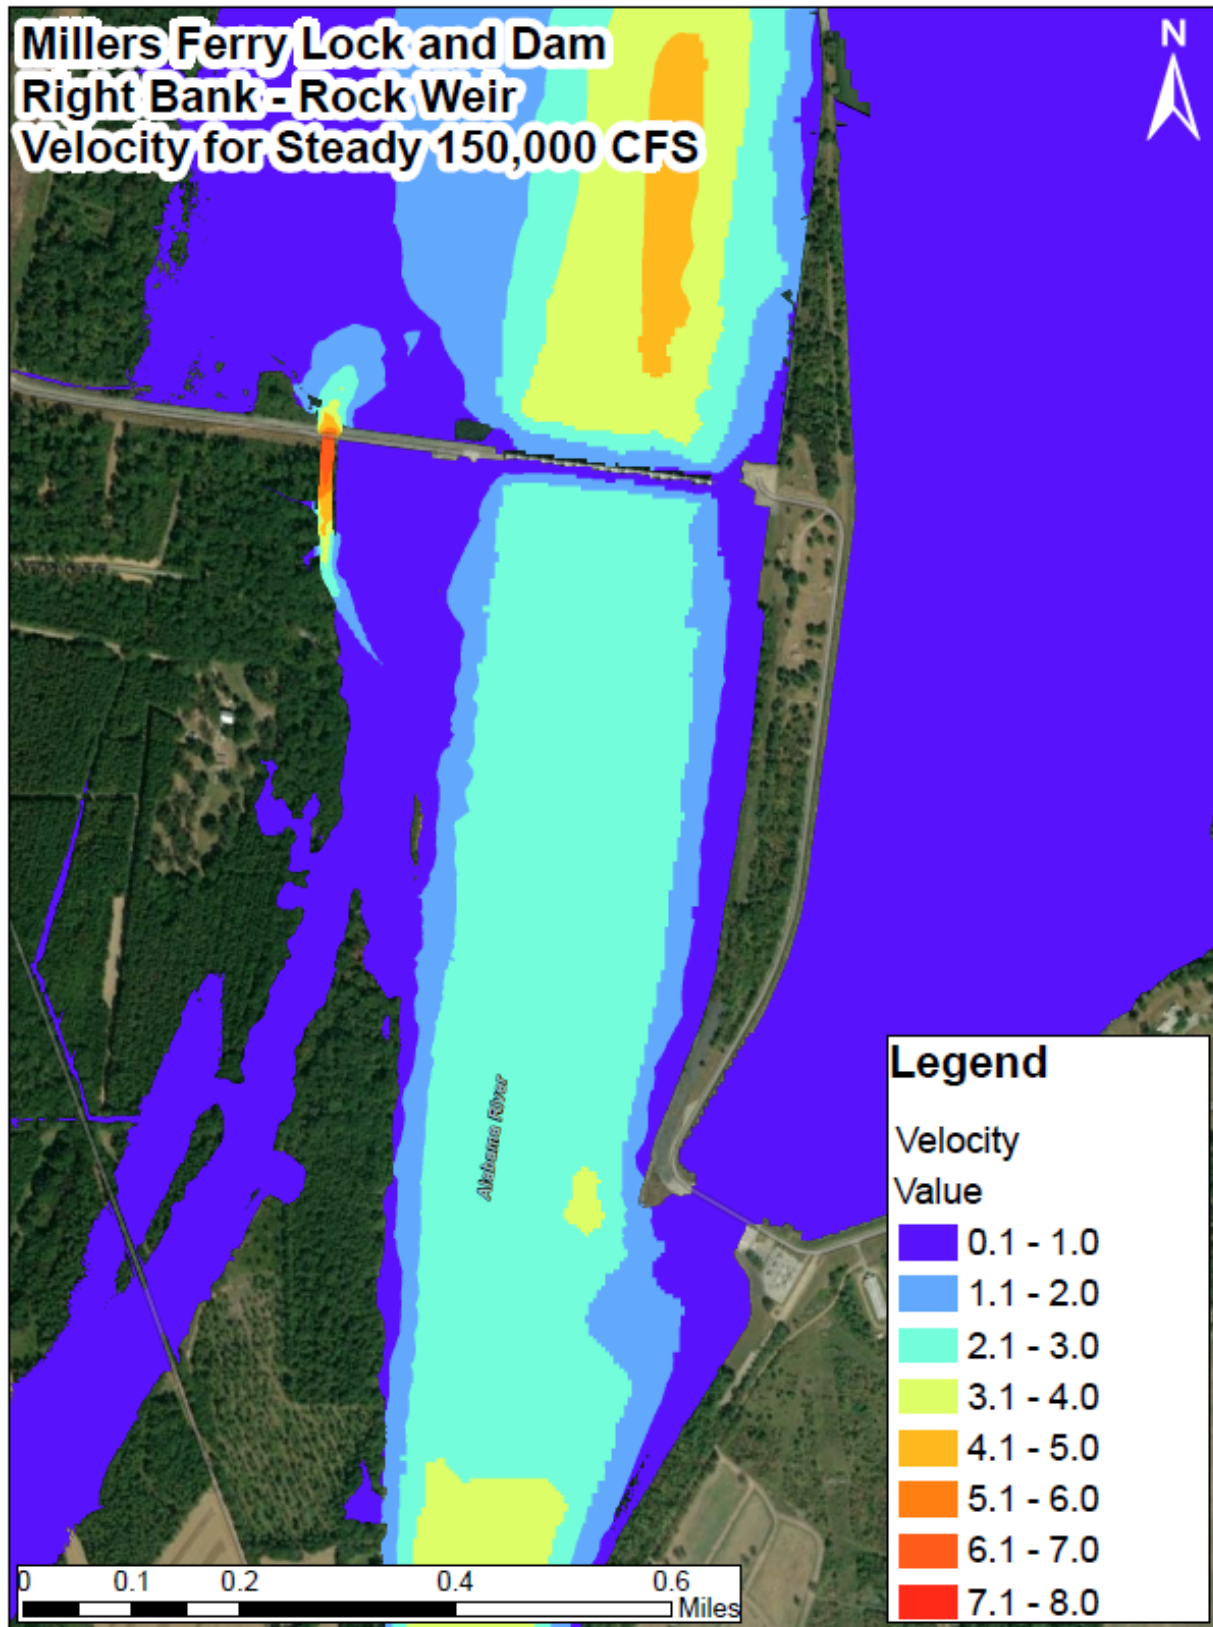 Millers Ferry Lock and Dam
Right Bank - Rock Weir
Velocity for Steady 150,000 CFS
N
Alabama River
Legend
Velocity
Value
0.1 - 1.0
1.1 - 2.0
2.1 - 3.0
3.1 - 4.0
4.1 - 5.0
5.1 - 6.0
6.1 - 7.0
7.1 - 8.0
0 0.1 0.2 0.4 0.6
Miles